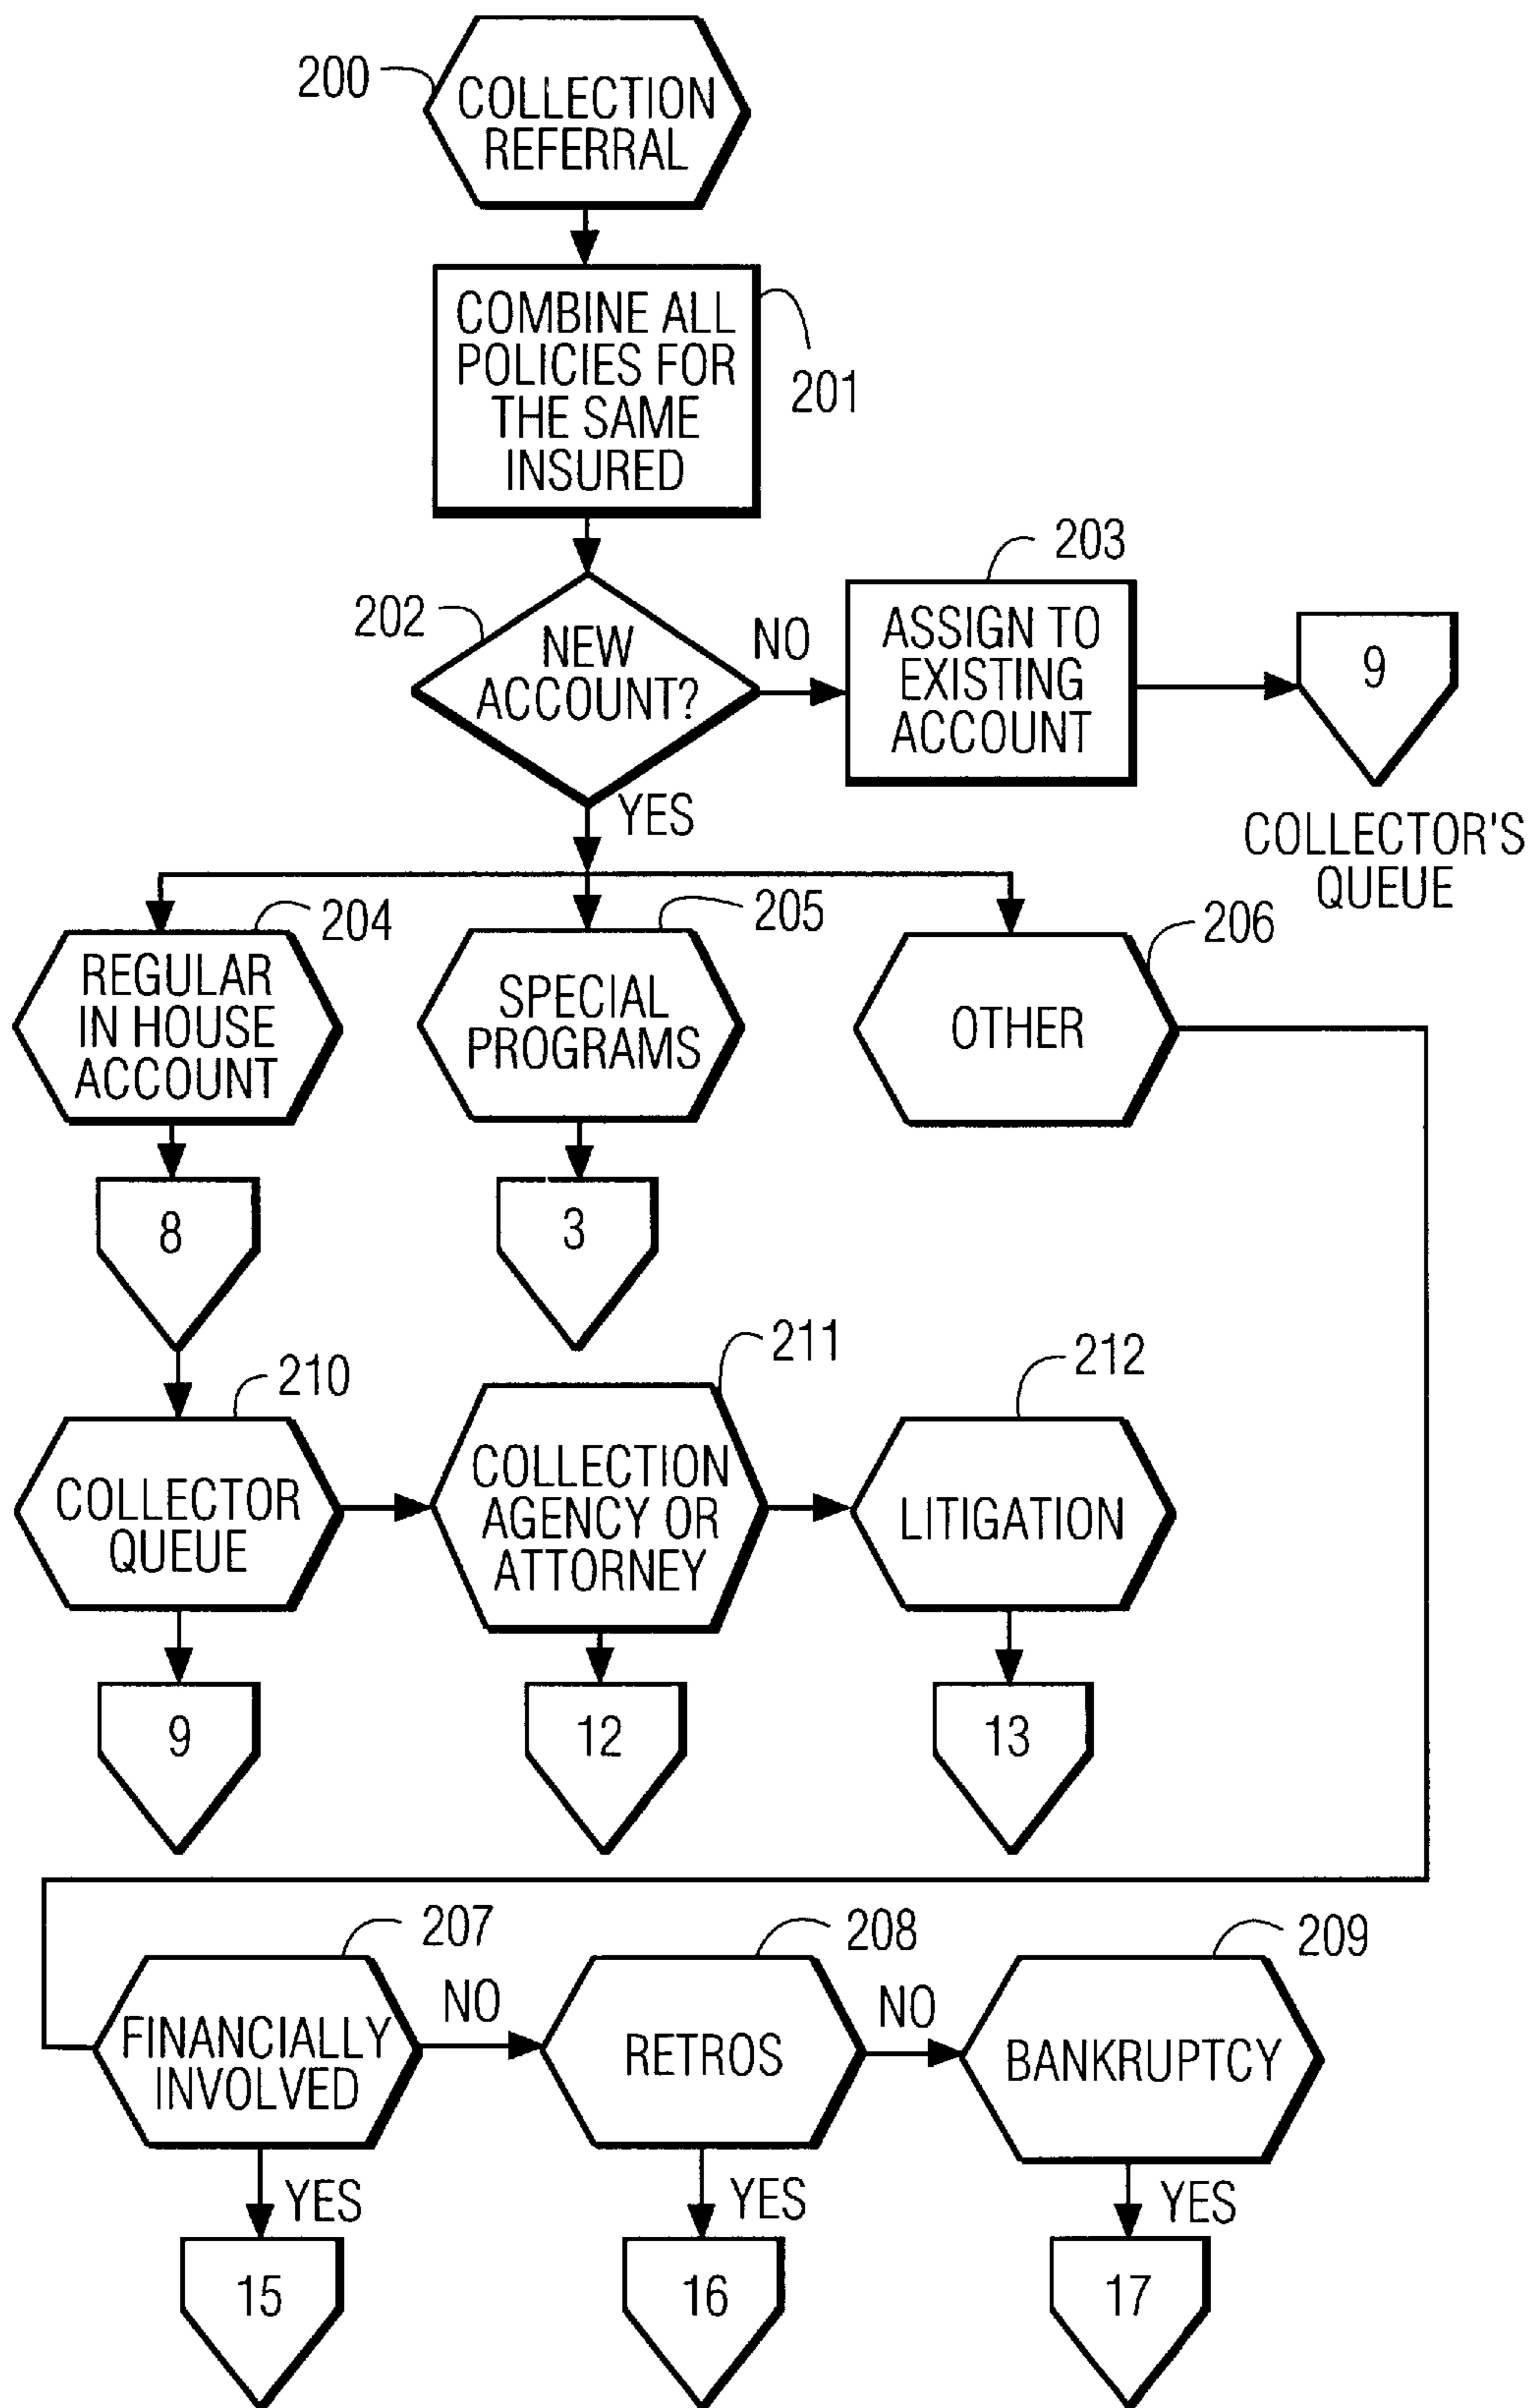 200
COLLECTION
REFERRAL
COMBINE ALL
POLICIES FOR
THE SAME
INSURED
201
202
NEW
ACCOUNT?
NO
203
ASSIGN TO
EXISTING
ACCOUNT
9
COLLECTOR'S
QUEUE
YES
204
REGULAR
IN HOUSE
ACCOUNT
205
SPECIAL
PROGRAMS
206
OTHER
8
3
210
COLLECTOR
QUEUE
211
COLLECTION
AGENCY OR
ATTORNEY
212
LITIGATION
9
12
13
207
FINANCIALLY
INVOLVED
NO
208
RETROS
NO
209
BANKRUPTCY
YES
YES
YES
15
16
17